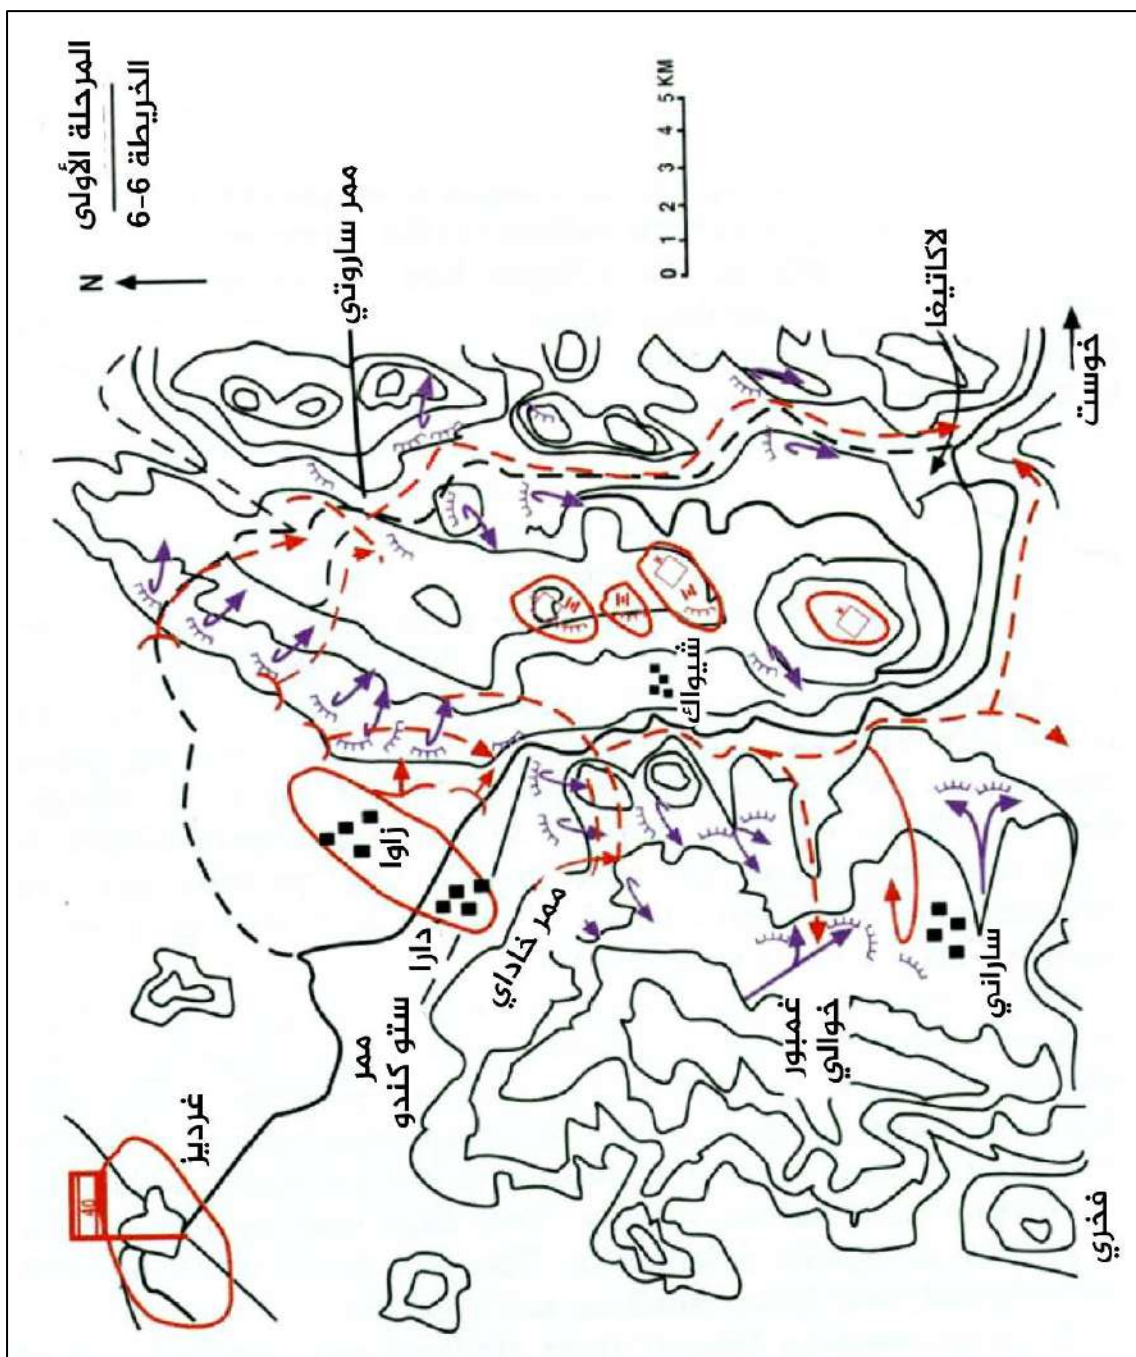 المرحلة الأولى
الخريطة 6-6
N
ممر ساروتي
0 1 2 3 4 5 KM
لاكاتيغا
خوست
شيواك
زاوا
دارا
ممر
ستو كندو
ممر خاداي
غمبور
خوالي
ساراني
غرديز
40
فخري